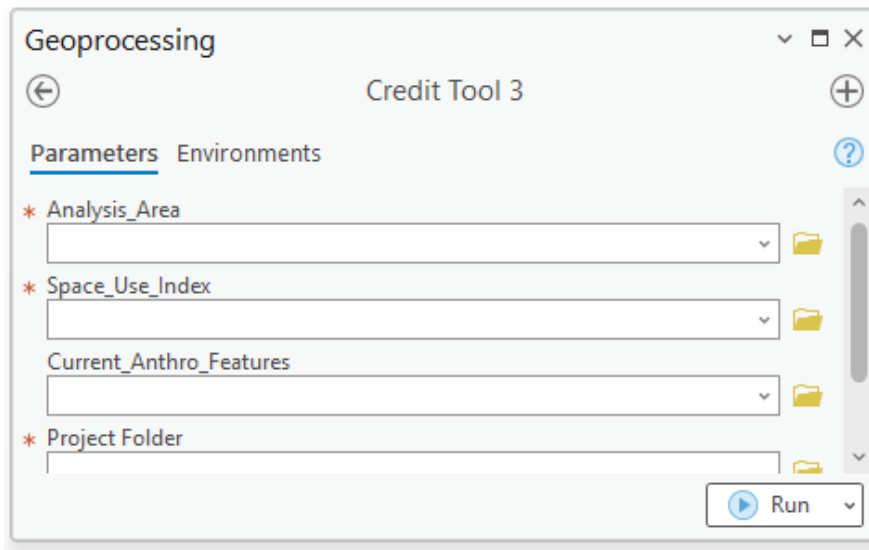 Geoprocessing
Credit Tool 3
Parameters Environments
* Analysis_Area
* Space_Use_Index
Current_Anthro_Features
* Project Folder
Run